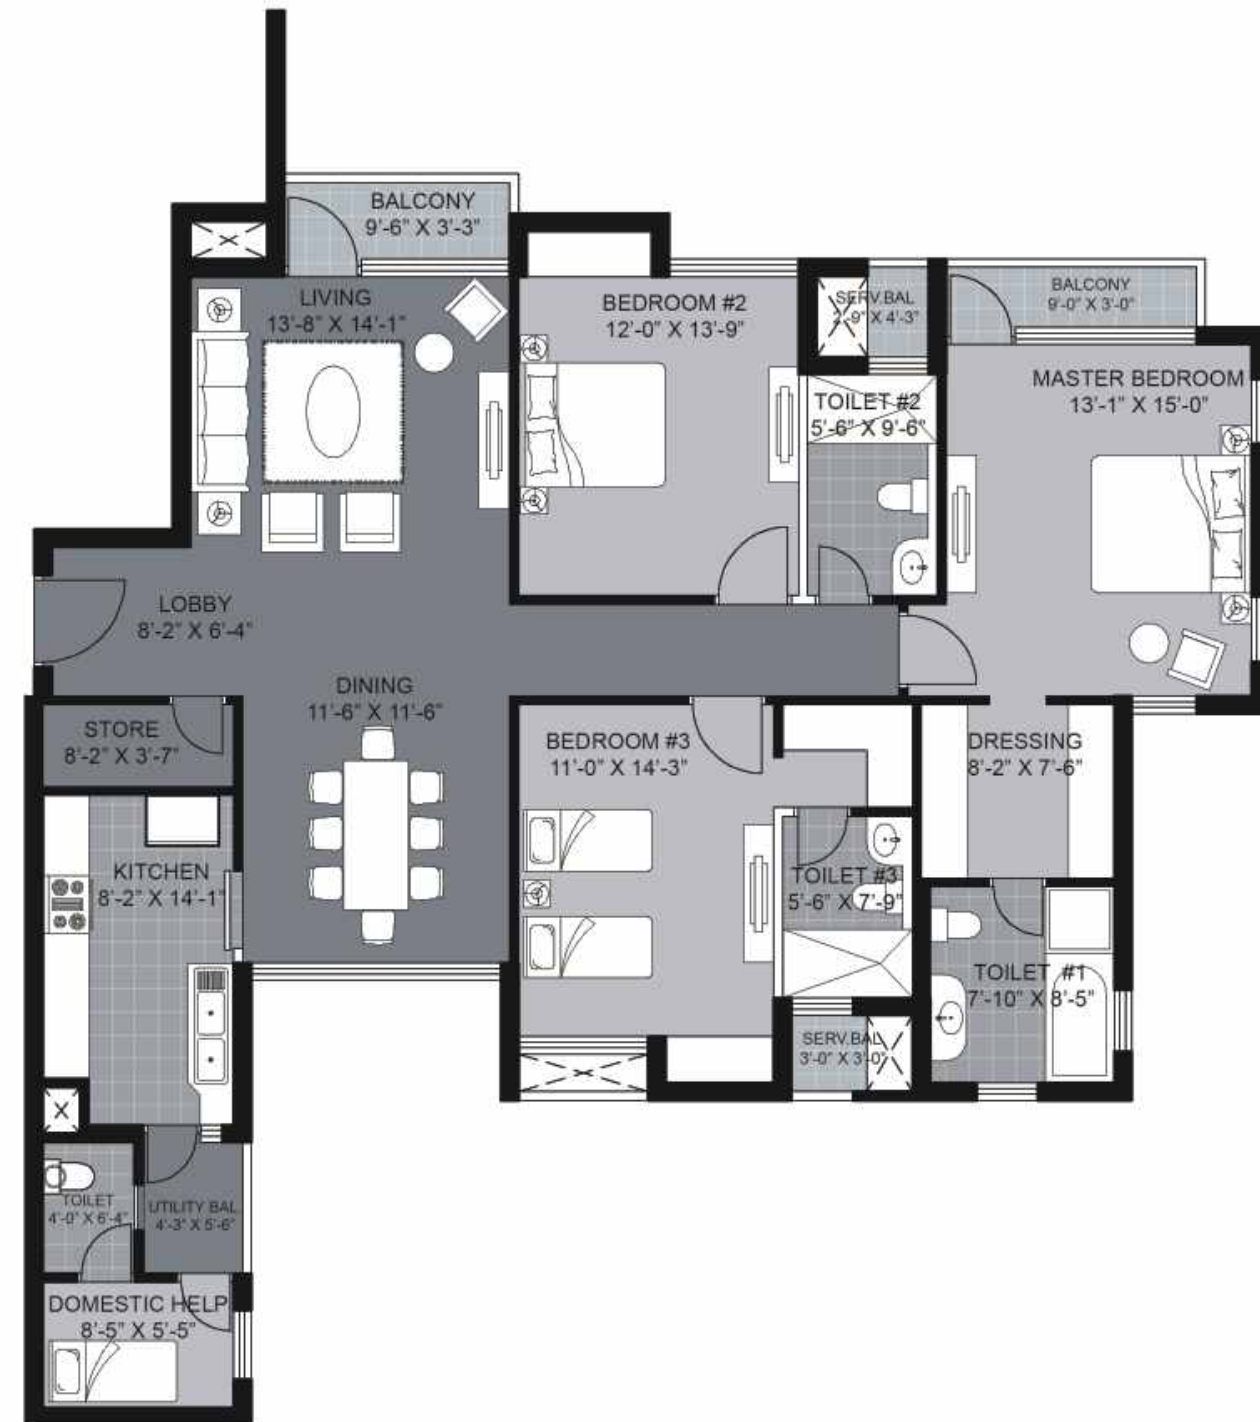 BALCONY
9'-6" X 3'-3"
LIVING
13'-8" X 14'-1"
BEDROOM #2
12'-0" X 13'-9"
SERV.BAL
2'-9" X 4'-3"
BALCONY
9'-0" X 3'-0"
MASTER BEDROOM
13'-1" X 15'-0"
TOILET #2
5'-6" X 9'-6"
LOBBY
8'-2" X 6'-4"
DINING
11'-6" X 11'-6"
STORE
8'-2" X 3'-7"
BEDROOM #3
11'-0" X 14'-3"
DRESSING
8'-2" X 7'-6"
KITCHEN
8'-2" X 14'-1"
TOILET #3
5'-6" X 7'-9"
TOILET #1
7'-10" X 8'-5"
SERV.BAL
3'-0" X 3'-0"
TOILET
4'-0" X 6'-4"
UTILITY BAL
4'-3" X 5'-6"
DOMESTIC HELP
8'-5" X 5'-5"